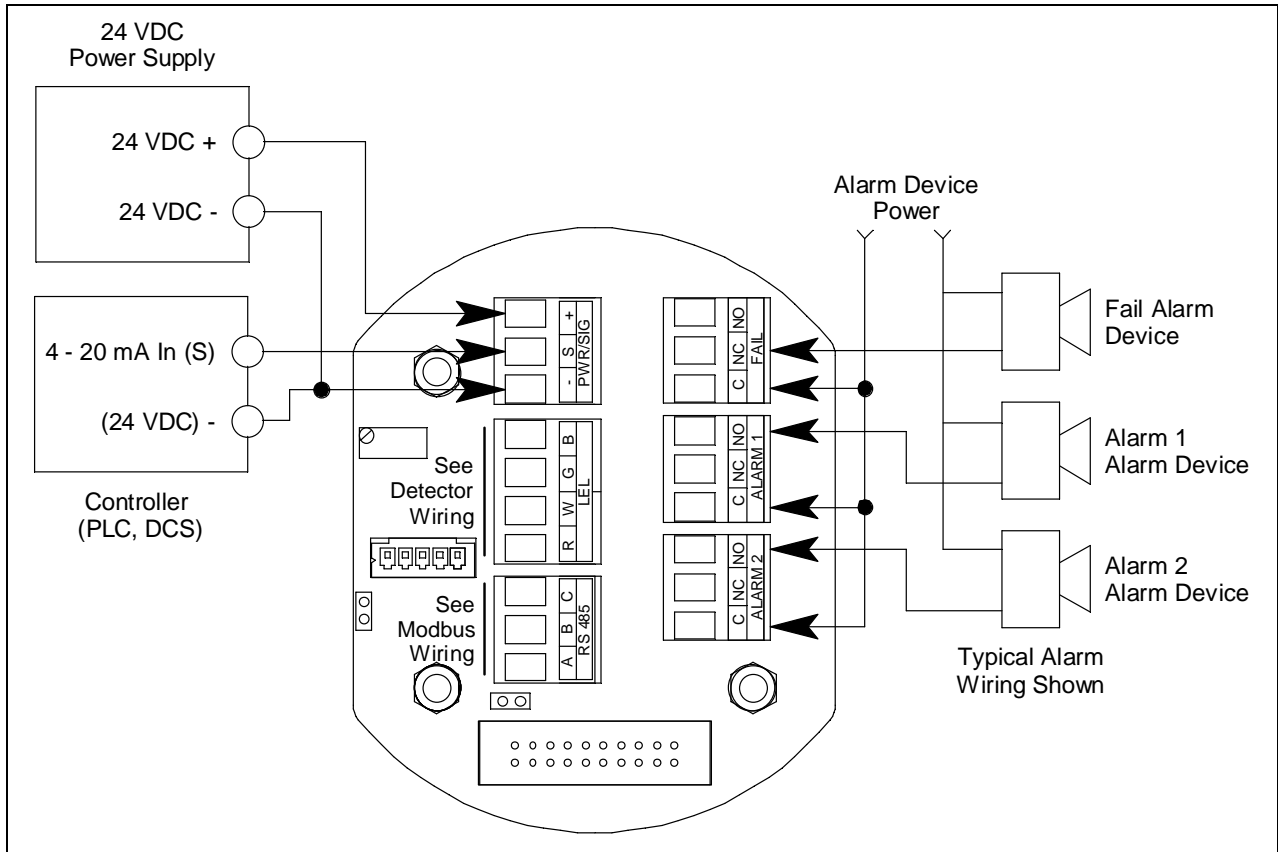 24 VDC
Power Supply
24 VDC +
24 VDC -
4 - 20 mA In (S)
(24 VDC) -
Controller
(PLC, DCS)
- S +
PWR/SIG
See
Detector
Wiring
R W G B
LEL
See
Modbus
Wiring
A B C
RS 485
C NC NO
FAIL
C NC NO
ALARM 1
C NC NO
ALARM 2
Alarm Device
Power
Fail Alarm
Device
Alarm 1
Alarm Device
Alarm 2
Alarm Device
Typical Alarm
Wiring Shown